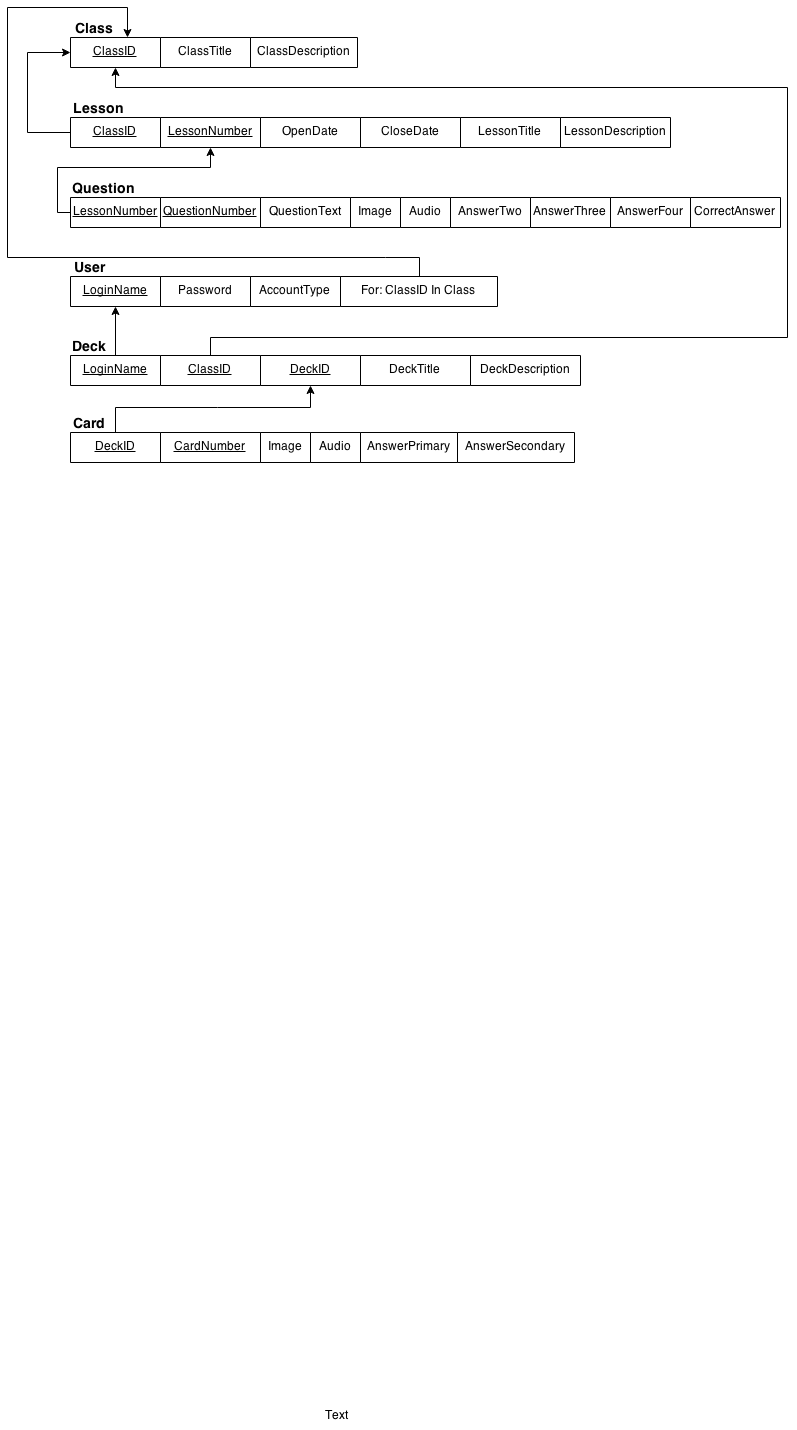 Class
ClassID ClassTitle ClassDescription
Lesson
ClassID LessonNumber OpenDate CloseDate LessonTitle LessonDescription
Question
LessonNumber QuestionNumber QuestionText Image Audio AnswerTwo AnswerThree AnswerFour CorrectAnswer
User
LoginName Password AccountType For: ClassID In Class
Deck
LoginName ClassID DeckID DeckTitle DeckDescription
Card
DeckID CardNumber Image Audio AnswerPrimary AnswerSecondary
Text